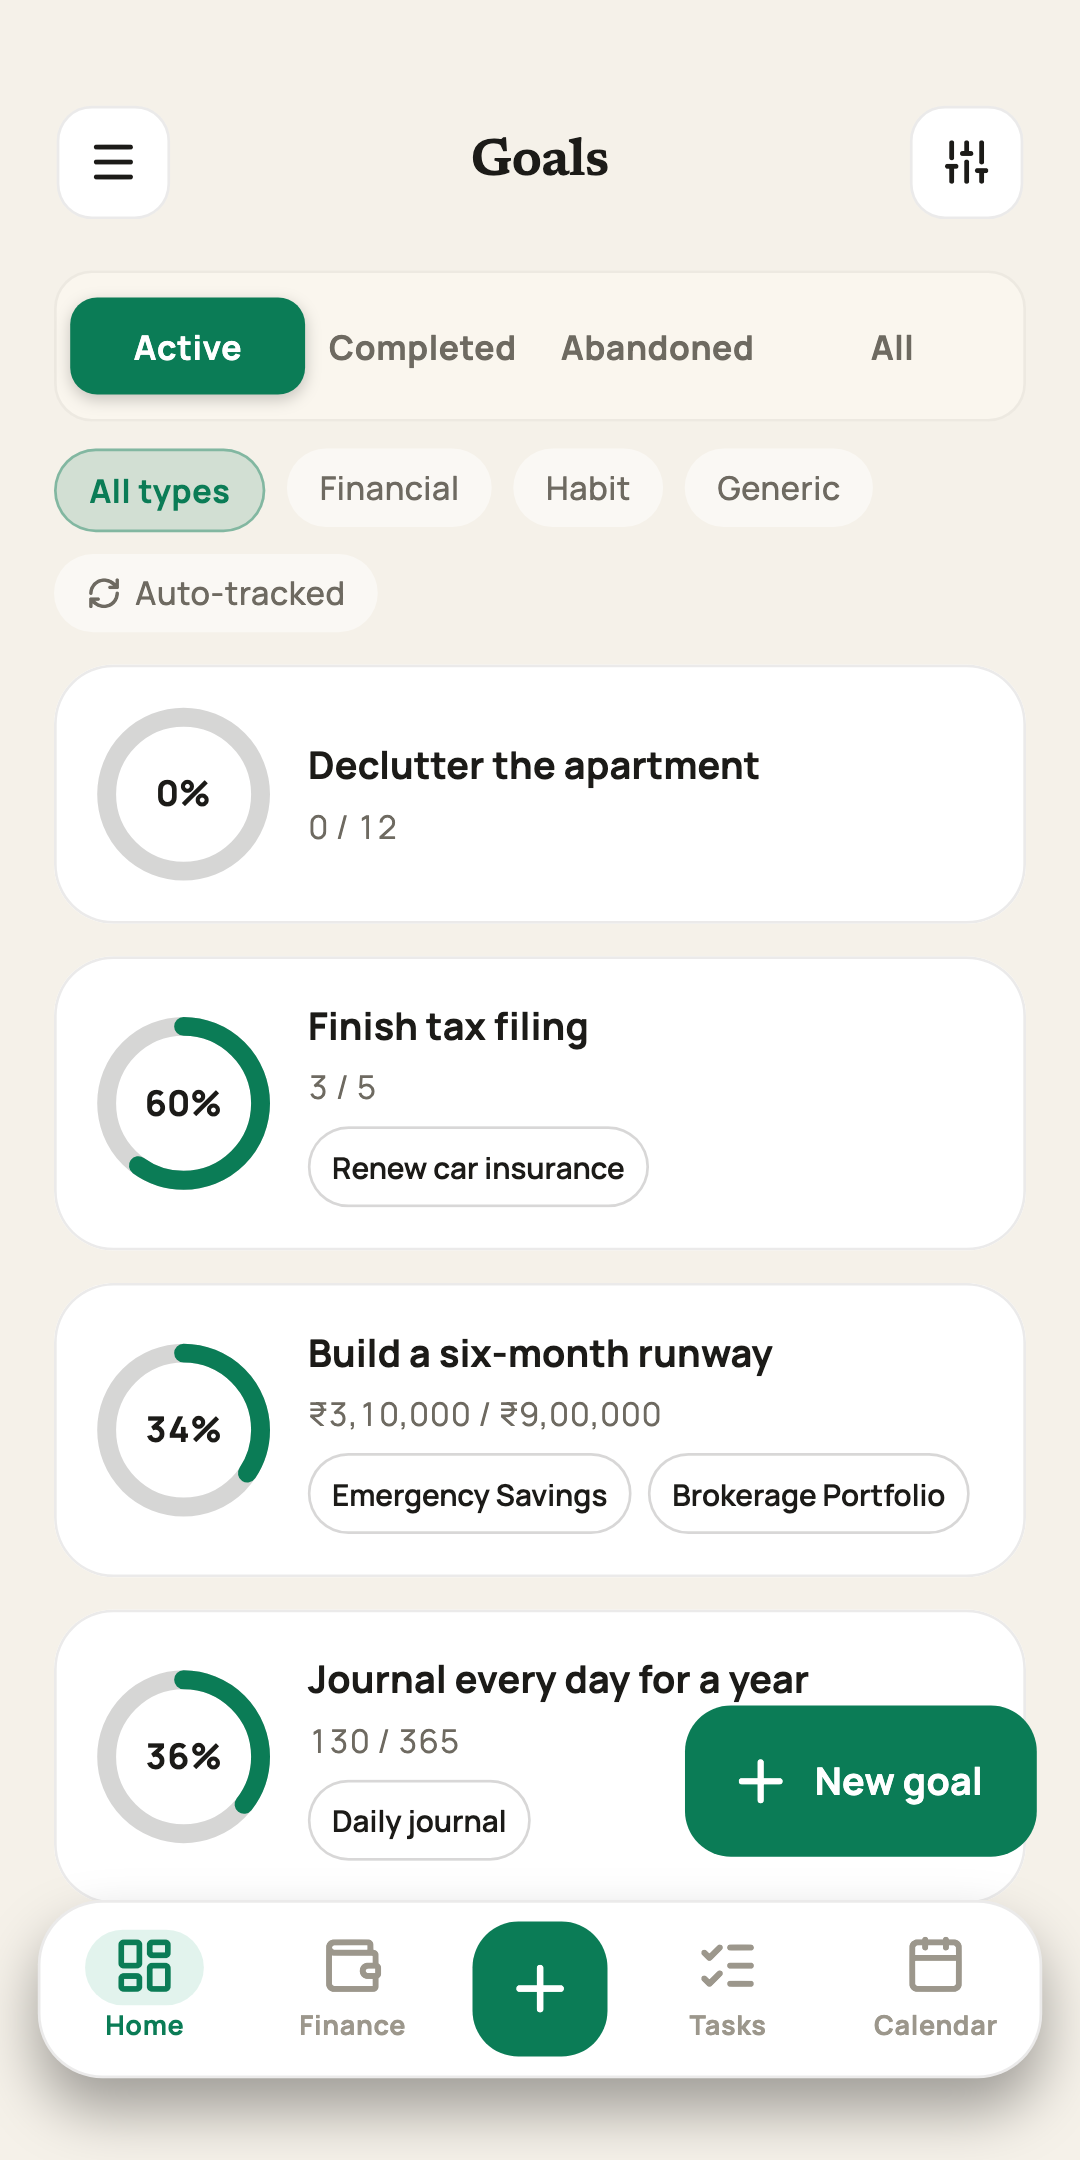 Goals
Active Completed Abandoned All
All types Financial Habit Generic
Auto-tracked
0%
Declutter the apartment
0 / 12
60%
Finish tax filing
3 / 5
Renew car insurance
34%
Build a six-month runway
₹3,10,000 / ₹9,00,000
Emergency Savings Brokerage Portfolio
36%
Journal every day for a year
130 / 365
Daily journal
New goal
Home Finance Tasks Calendar